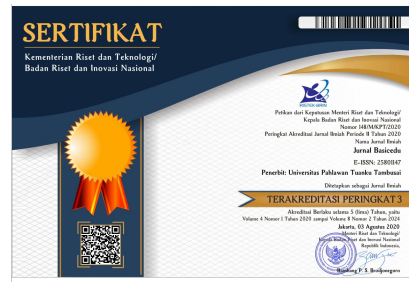 SERTIFIKAT
Kementerian Riset dan Teknologi/
Badan Riset dan Inovasi Nasional
RISTEK-BRIN
Petikan dari Keputusan Menteri Riset dan Teknologi/
Kepala Badan Riset dan Inovasi Nasional
Nomor 148/M/KPT/2020
Peringkat Akreditasi Jurnal Ilmiah Periode II Tahun 2020
Nama Jurnal Ilmiah
Jurnal Basicedu
E-ISSN: 25801147
Penerbit: Universitas Pahlawan Tuanku Tambusai
Ditetapkan sebagai Jurnal Ilmiah
TERAKREDITASI PERINGKAT 3
Akreditasi Berlaku selama 5 (lima) Tahun, yaitu
Volume 4 Nomor 1 Tahun 2020 sampai Volume 8 Nomor 2 Tahun 2024
Jakarta, 03 Agustus 2020
Menteri Riset dan Teknologi/
Kepala Badan Riset dan Inovasi Nasional
Republik Indonesia,
Bambang P. S. Brodjonegoro